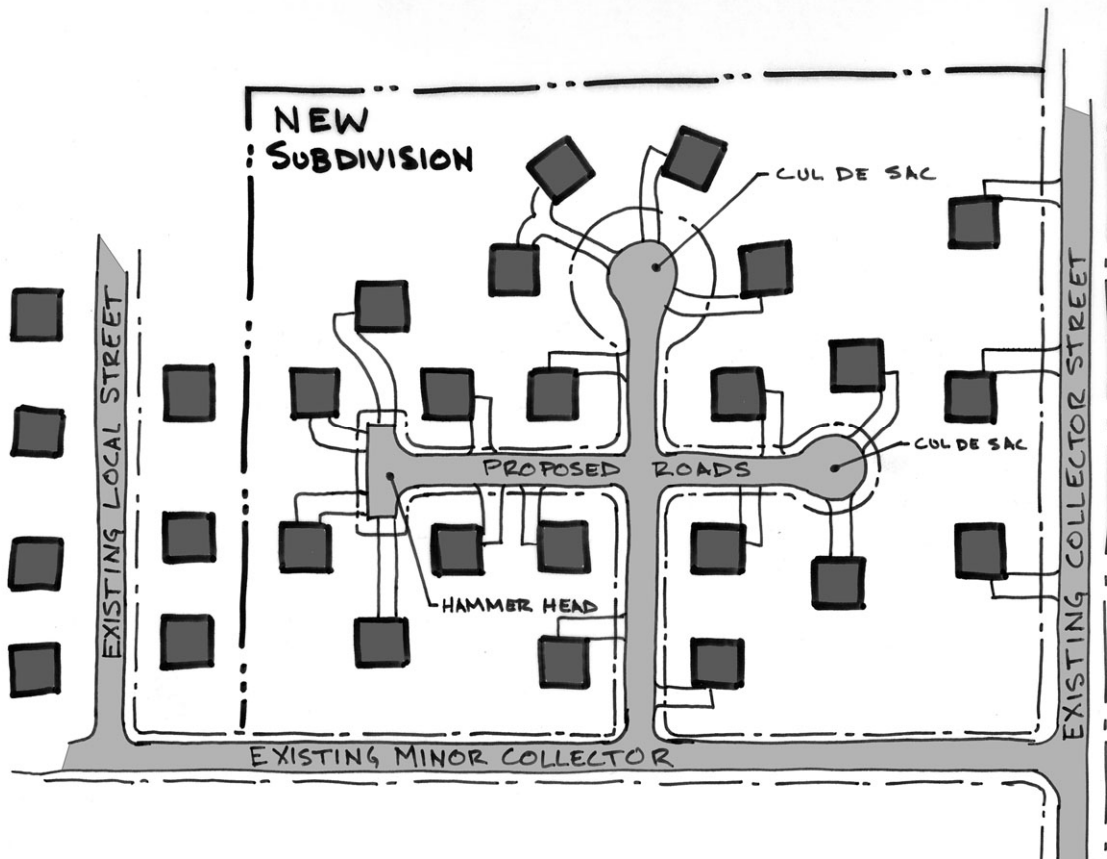 NEW
SUBDIVISION
CUL DE SAC
EXISTING LOCAL STREET
EXISTING COLLECTOR STREET
CUL DE SAC
PROPOSED ROADS
HAMMER HEAD
EXISTING MINOR COLLECTOR